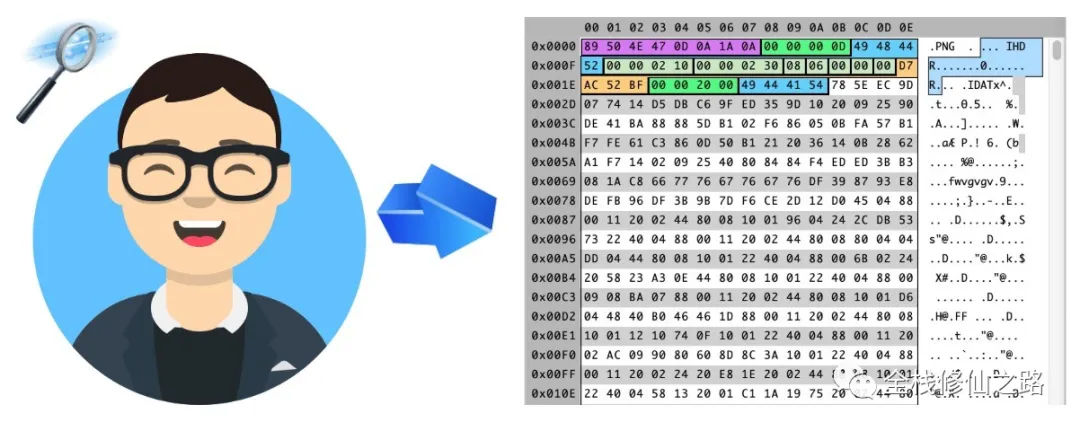 00 01 02 03 04 05 06 07 08 09 0A 0B 0C 0D 0E
0x0000 89 50 4E 47 0D 0A 1A 0A 00 00 00 0D 49 48 44 .PNG . ... IHD
0x000F 52 00 00 02 10 00 00 02 30 08 06 00 00 00 D7 R.......0......
0x001E AC 52 BF 00 00 20 00 49 44 41 54 78 5E EC 9D .R.. . .IDATx^.
0x002D 07 74 14 D5 DB C6 9F ED 35 9D 10 20 09 25 90 .t...θ.5.. %.
0x003C DE 41 BA 88 88 5D B1 02 F6 86 05 0B FA 57 B1 .A...]..... .W.
0x004B F7 FE 61 C3 86 0D 50 B1 21 20 36 14 0B 28 62 ..aÆ P.! 6. (b
0x005A A1 F7 14 02 09 25 40 80 84 84 F4 ED ED 3B B3 .... %@......;.
0x0069 08 1A C8 66 77 76 67 76 67 76 DF 39 87 93 E8 ...fwvgvgv.9...
0x0078 DE FB 96 DF 3B 9B 7D F6 CE 2D 12 D0 45 04 88 ....;.}..-..E..
0x0087 00 11 20 02 44 80 08 10 01 96 04 24 2C DB 53 .. .D......$,.S
0x0096 73 22 40 04 88 00 11 20 02 44 80 08 80 04 04 s"@.... .D.....
0x00A5 DD 04 44 80 08 10 01 22 40 04 88 00 6B 02 24 ..D...."@...k.$
0x00B4 20 58 23 A3 0E 44 80 08 10 01 22 40 04 88 00 X#..D...."@...
0x00C3 09 08 BA 07 88 00 11 20 02 44 80 08 10 01 D6 ...... .D.....
0x00D2 04 48 40 B0 46 46 1D 88 00 11 20 02 44 80 08 .H@.FF ... .D..
0x00E1 10 01 12 10 74 0F 10 01 22 40 04 88 00 11 20 ....t..."@....
0x00F0 02 AC 09 90 80 60 8D 8C 3A 10 01 22 40 04 88 .. ..`..:.."@..
0x00FF 00 11 20 02 24 20 E8 1E 20 02 44
0x010E 22 40 04 58 13 20 01 C1 1A 19 75 20
全栈修仙之路